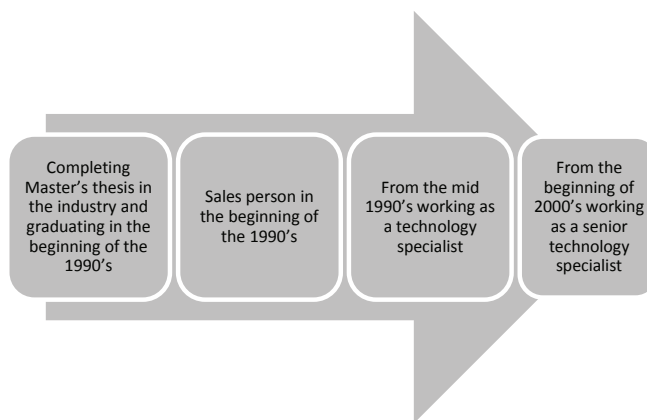 Completing
Master’s thesis in
the industry and
graduating in the
beginning of the
1990’s
Sales person in
the beginning of
the 1990’s
From the mid
1990’s working as
a technology
specialist
From the
beginning of
2000’s working
as a senior
technology
specialist